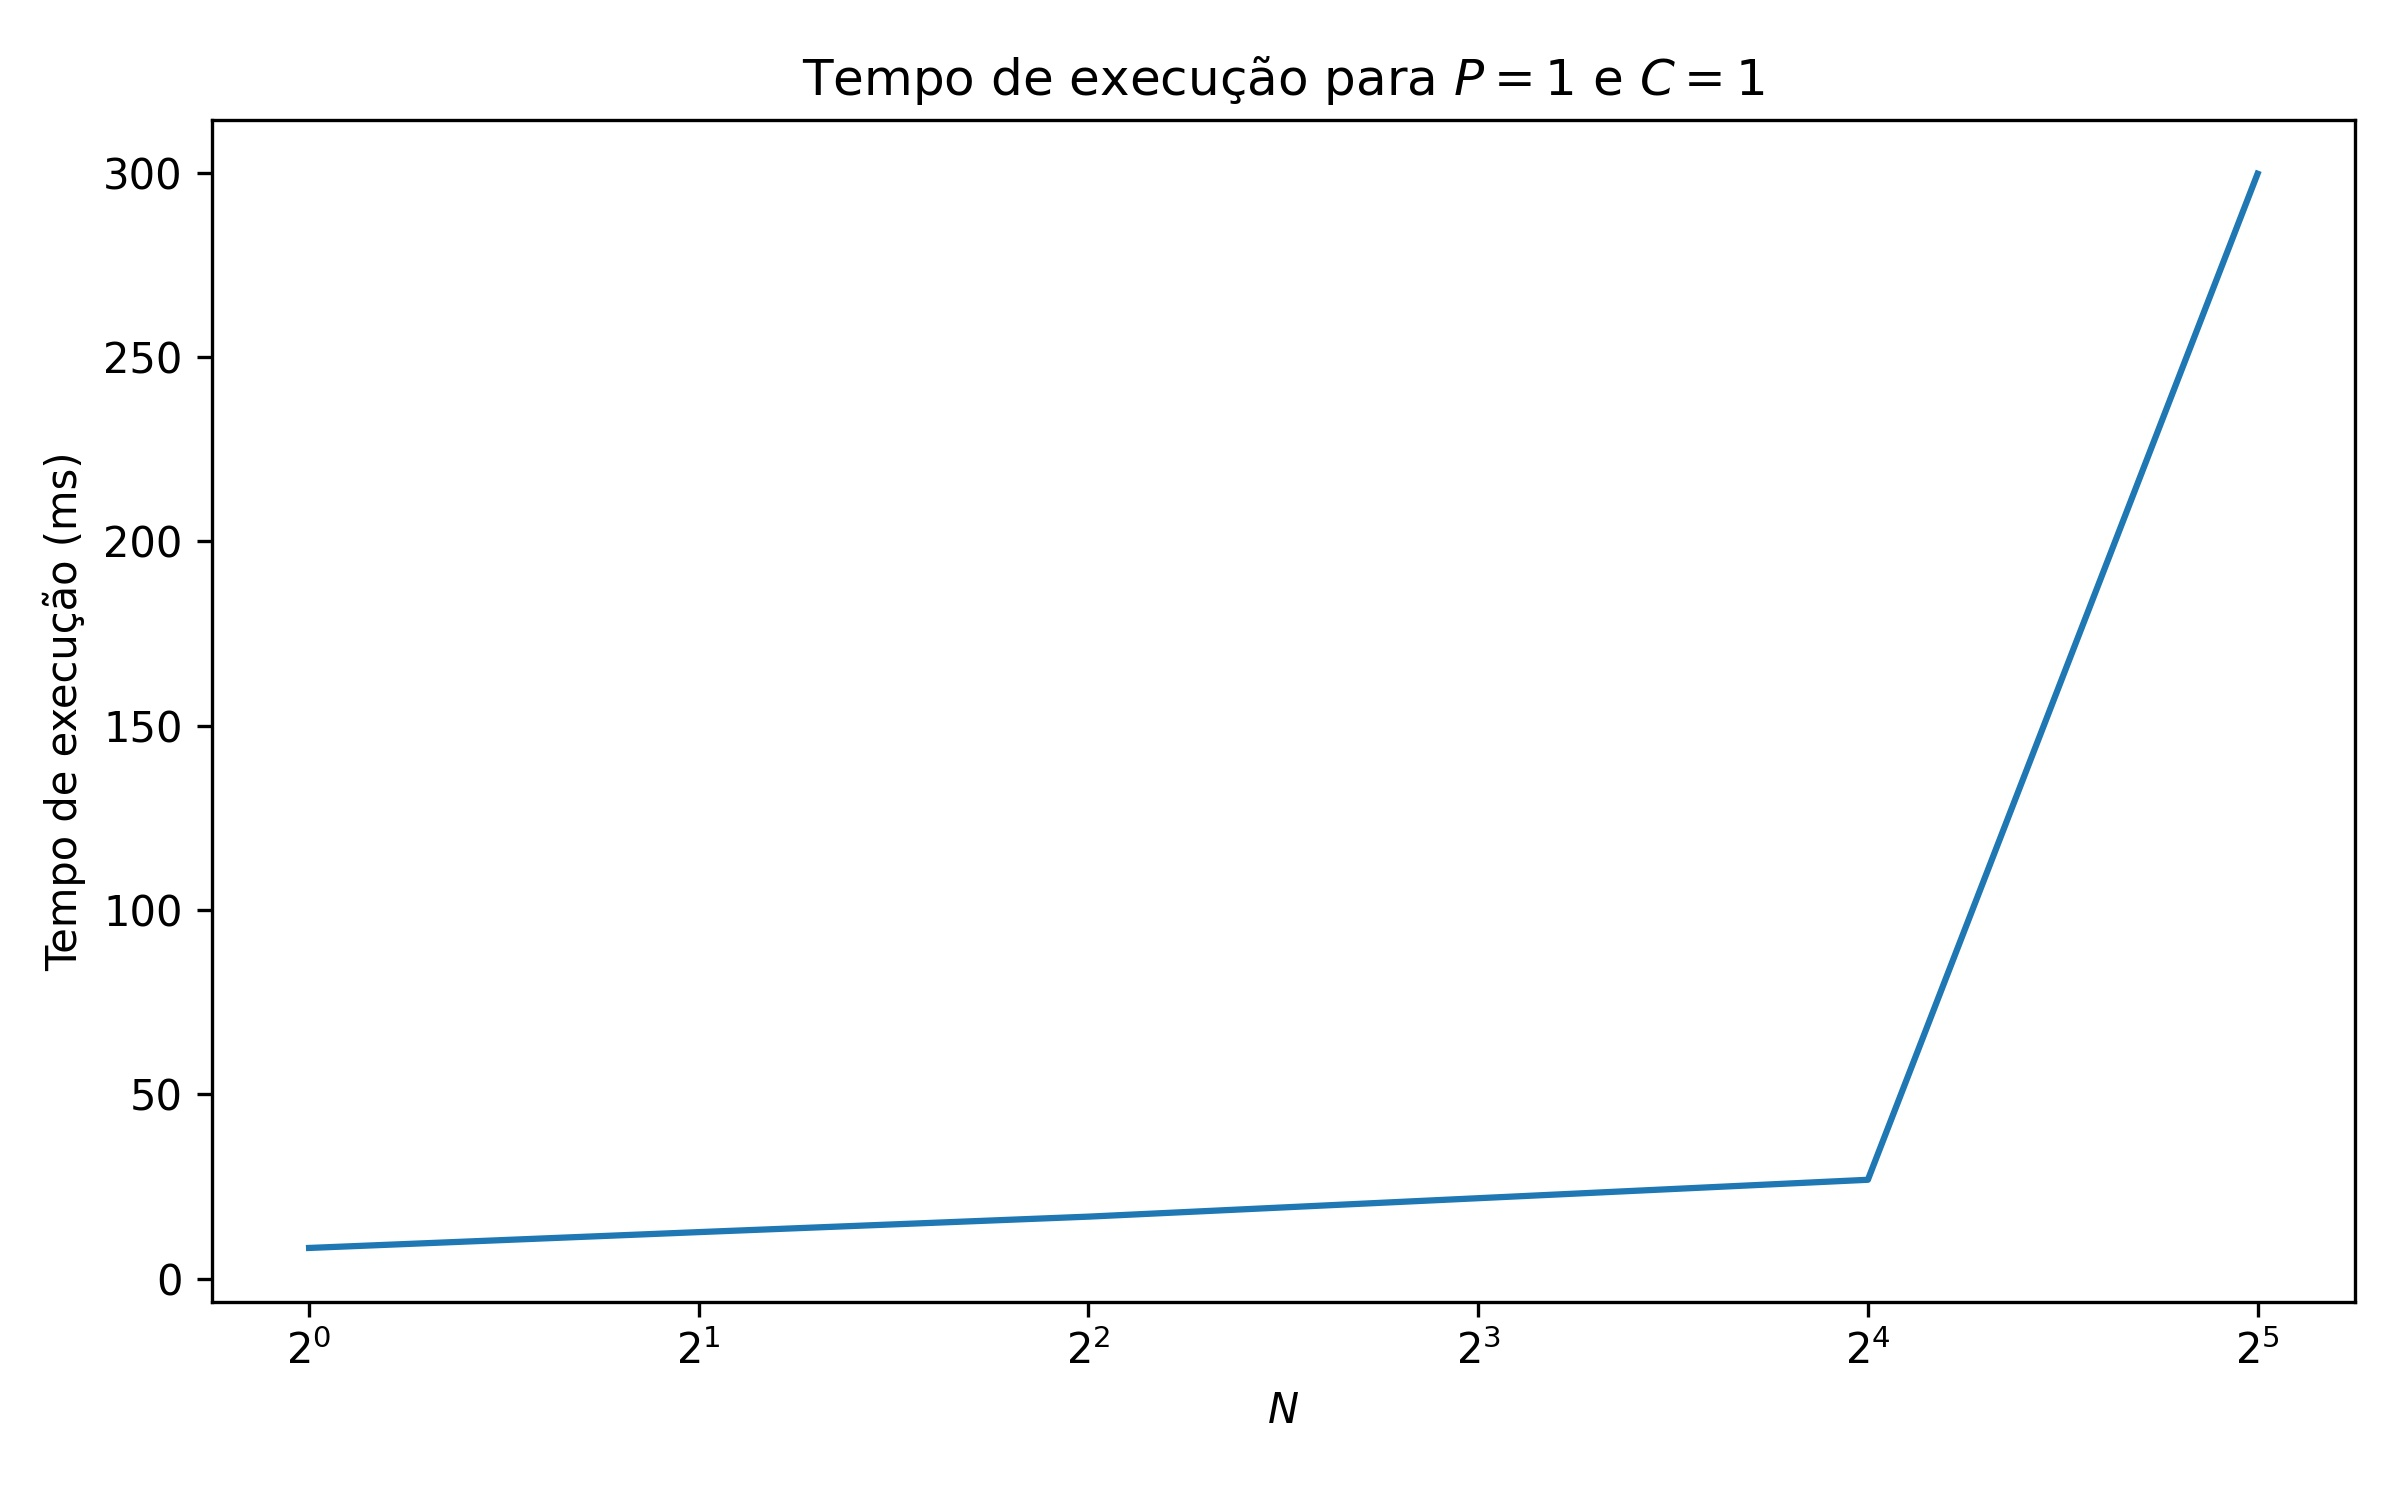 Tempo de execução para P = 1 e C = 1
Tempo de execução (ms)
300
250
200
150
100
50
0
2⁰ 2¹ 2² 2³ 2⁴ 2⁵
N